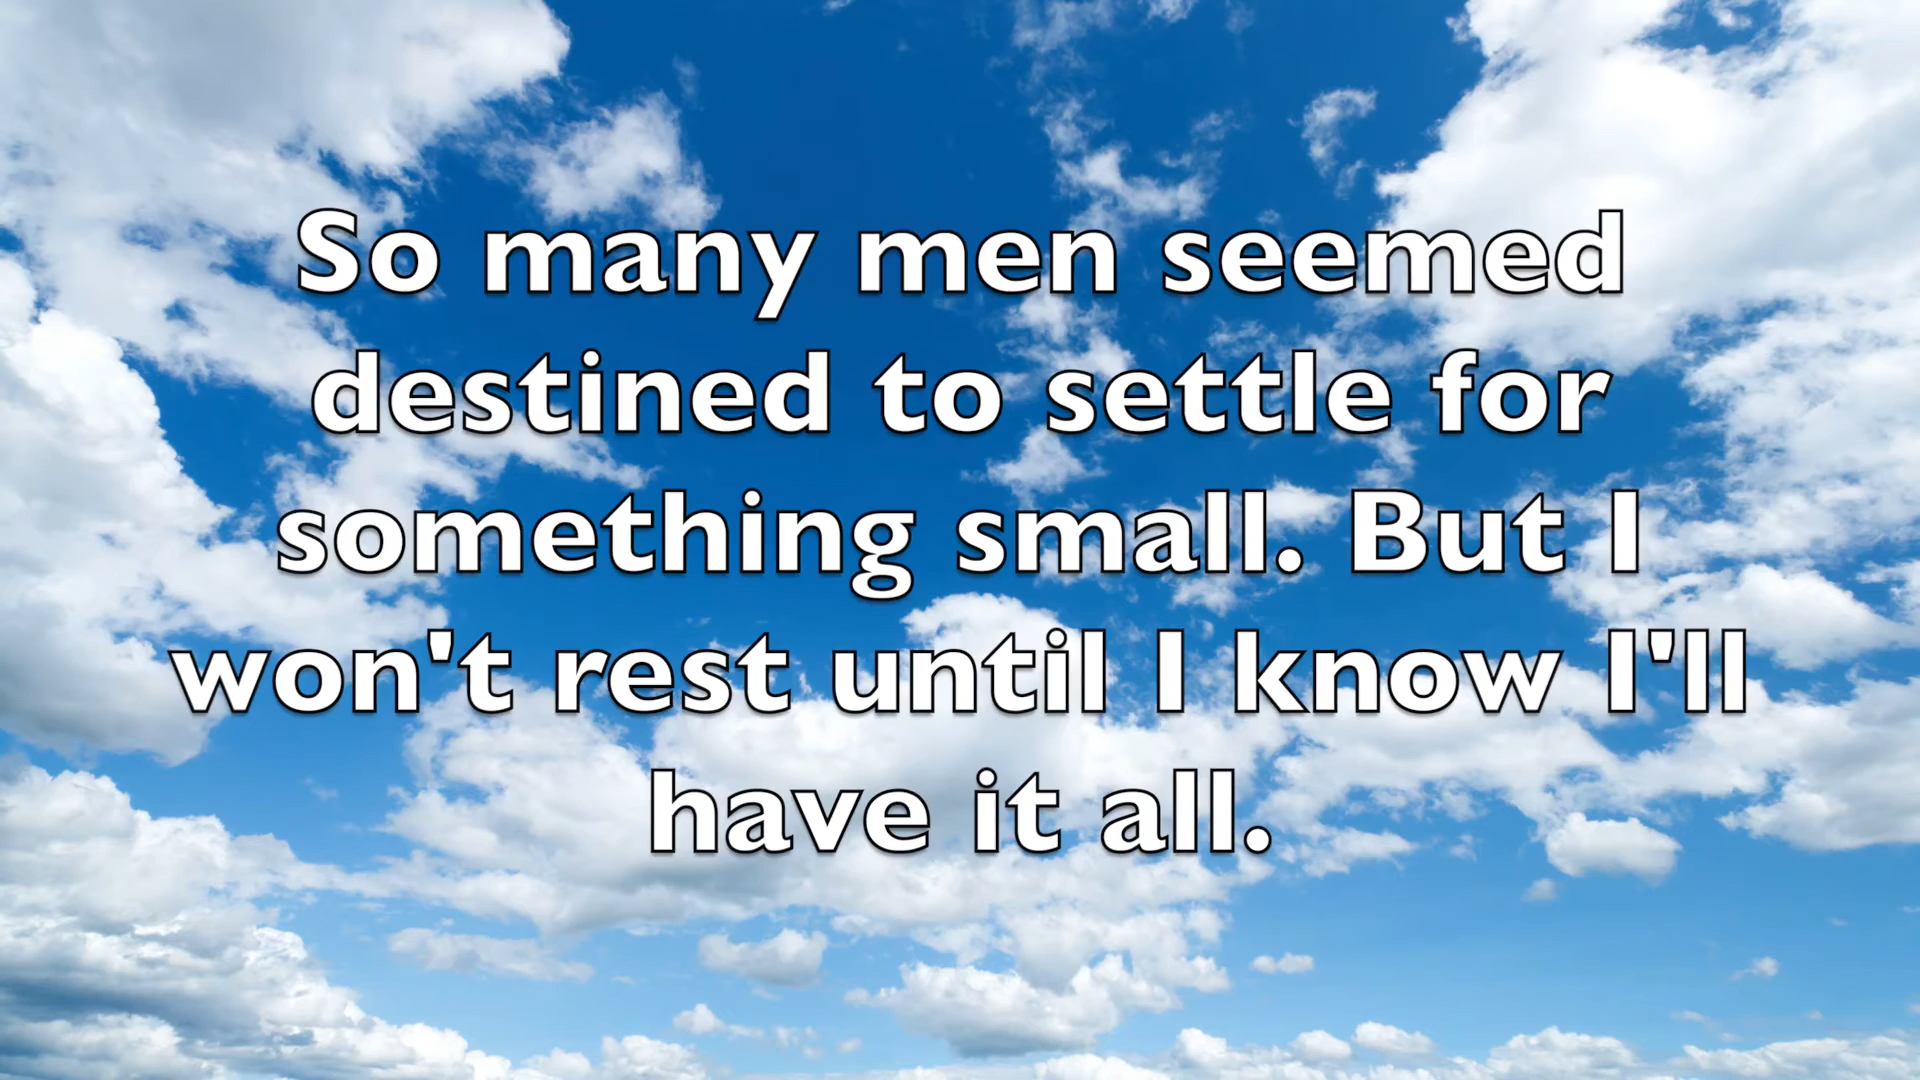 So many men seemed
destined to settle for
something small. But I
won't rest until I know I'll
have it all.